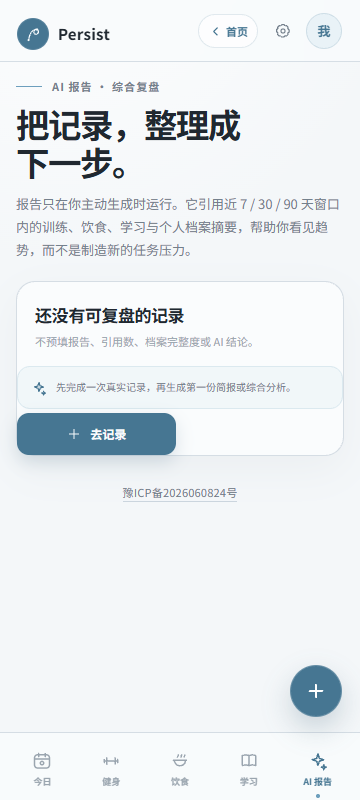 Persist
首页
我
AI 报告 · 综合复盘
把记录，整理成
下一步。
报告只在你主动生成时运行。它引用近 7 / 30 / 90 天窗口
内的训练、饮食、学习与个人档案摘要，帮助你看见趋
势，而不是制造新的任务压力。
还没有可复盘的记录
不预填报告、引用数、档案完整度或 AI 结论。
先完成一次真实记录，再生成第一份简报或综合分析。
去记录
豫ICP备2026060824号
今日
健身
饮食
学习
AI 报告